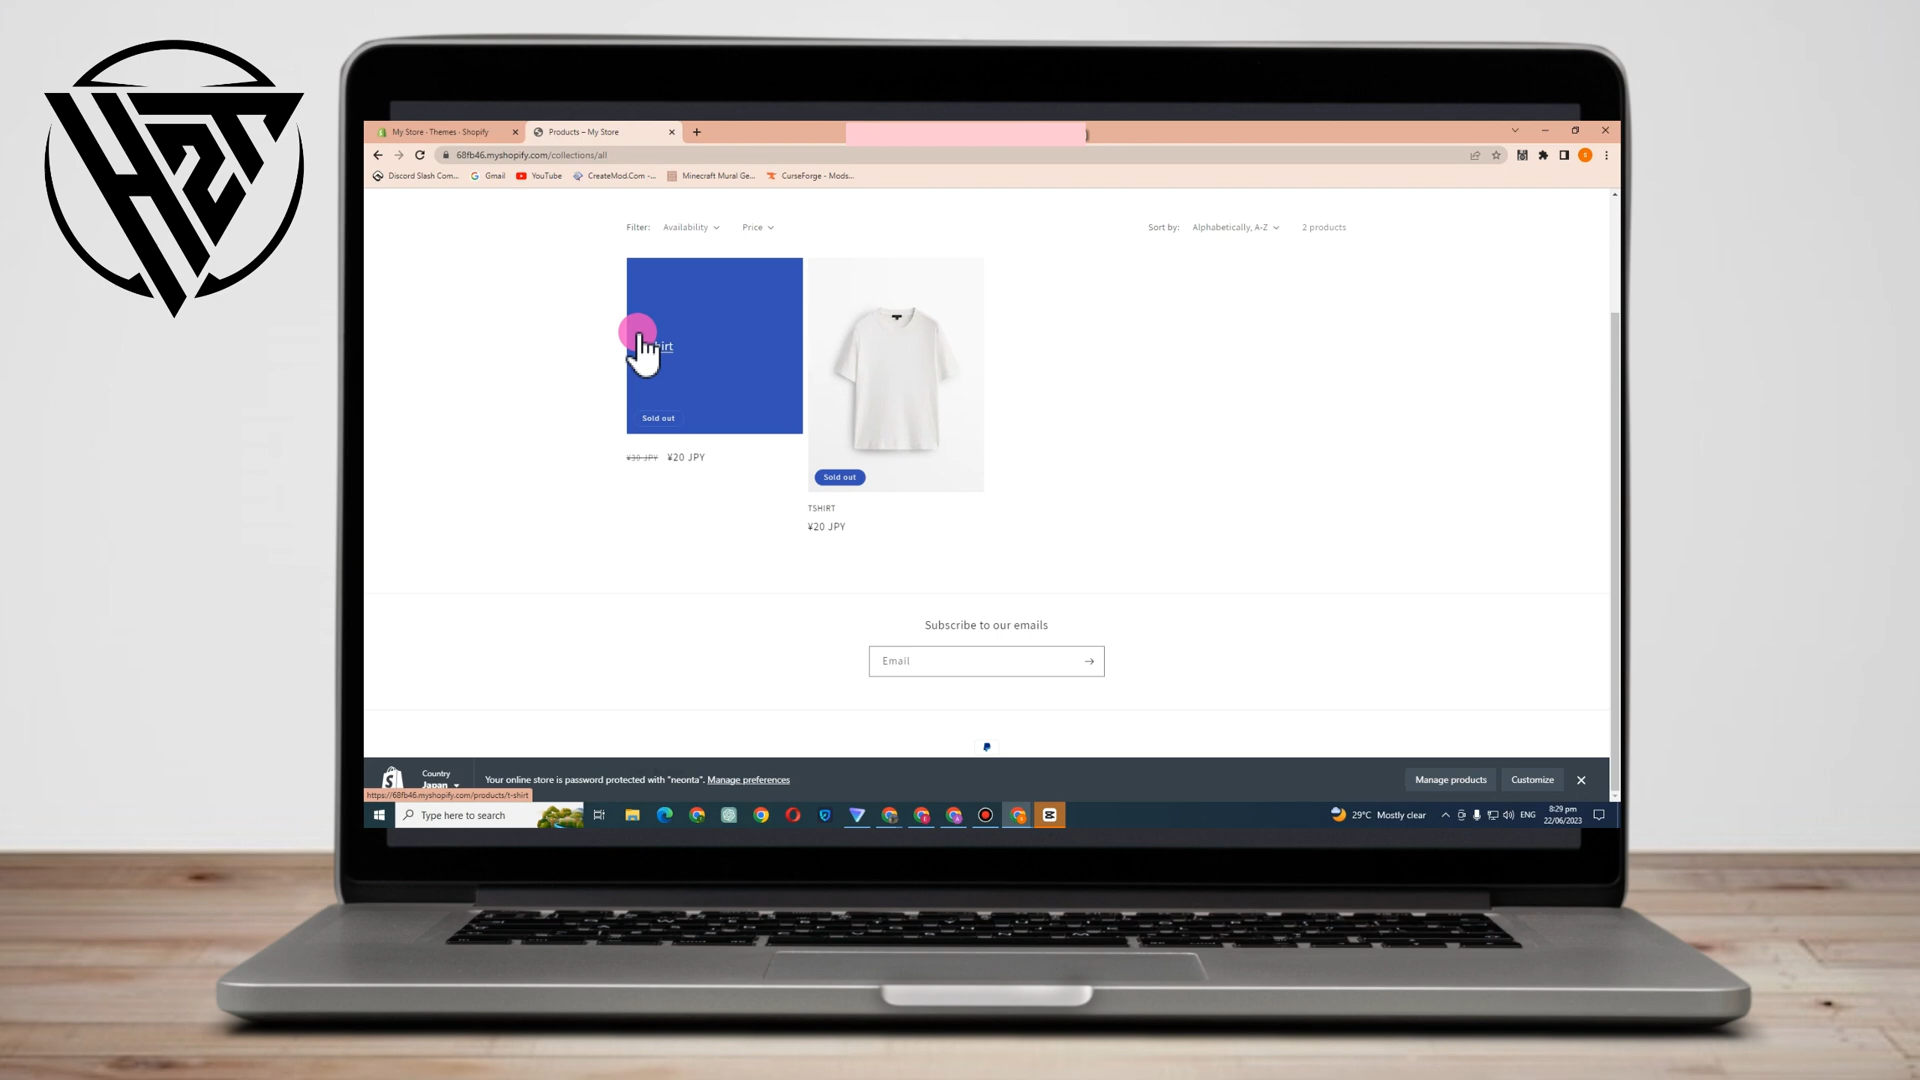 H2T
My Store · Themes · Shopify
Products – My Store
68fb46.myshopify.com/collections/all
S
Discord Slash Com...
Gmail
YouTube
CreateMod.Com -...
Minecraft Mural Ge...
CurseForge - Mods...
Filter:
Availability
Price
Sort by:
Alphabetically, A-Z
2 products
Sold out
¥30 JPY ¥20 JPY
Sold out
TSHIRT
¥20 JPY
Subscribe to our emails
Email
Country
Japan
Your online store is password protected with "neonta". Manage preferences
Manage products
Customize
https://68fb46.myshopify.com/products/t-shirt
Type here to search
29°C Mostly clear
ENG
8:29 pm
22/06/2023